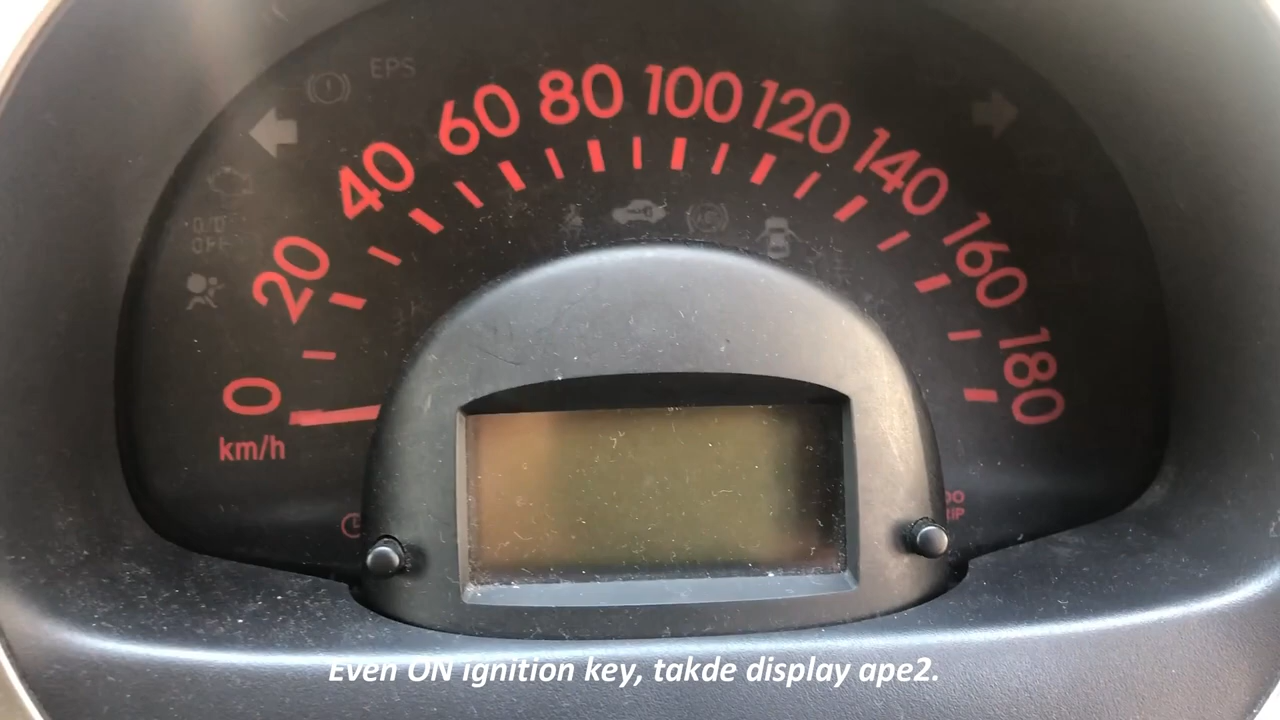 EPS
60 80 100 120
40 140
O/D
OFF
20 160
0 180
km/h
Even ON ignition key, takde display ape2.